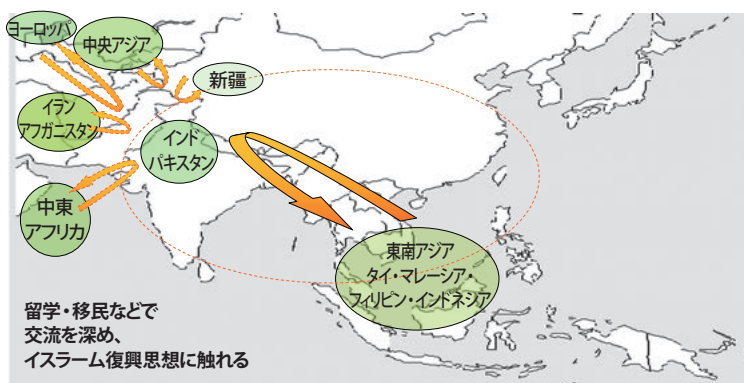 ヨーロッパ
中央アジア
新疆
イラン
アフガニスタン
インド
パキスタン
中東
アフリカ
東南アジア
タイ・マレーシア・
フィリピン・インドネシア
留学・移民などで
交流を深め、
イスラーム復興思想に触れる